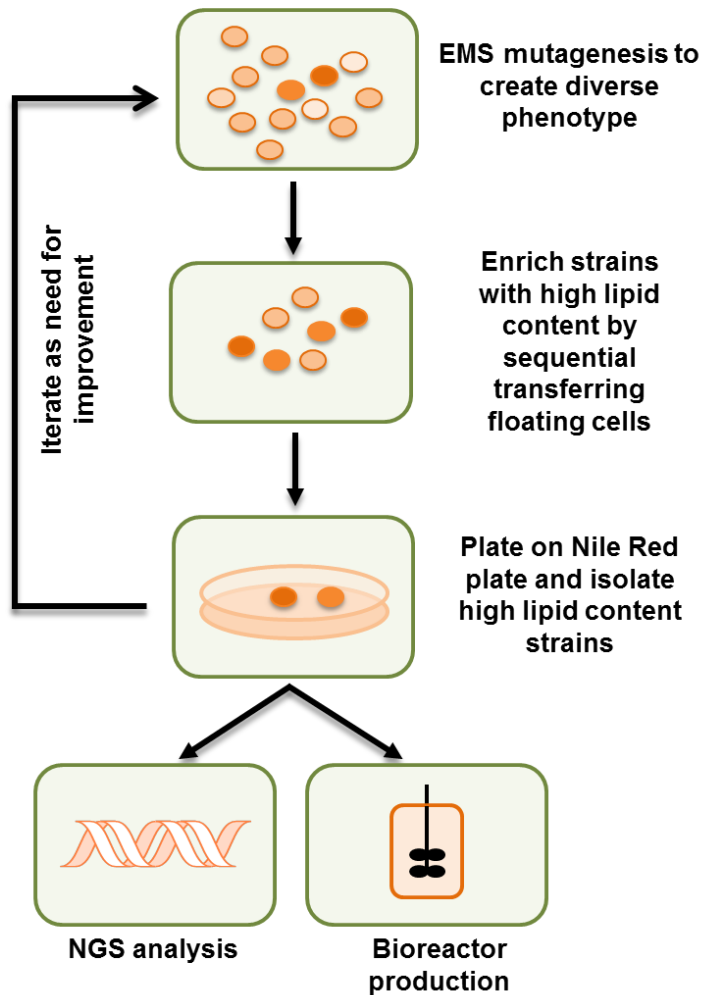 EMS mutagenesis to
create diverse
phenotype
Iterate as need for
improvement
Enrich strains
with high lipid
content by
sequential
transferring
floating cells
Plate on Nile Red
plate and isolate
high lipid content
strains
NGS analysis
Bioreactor
production